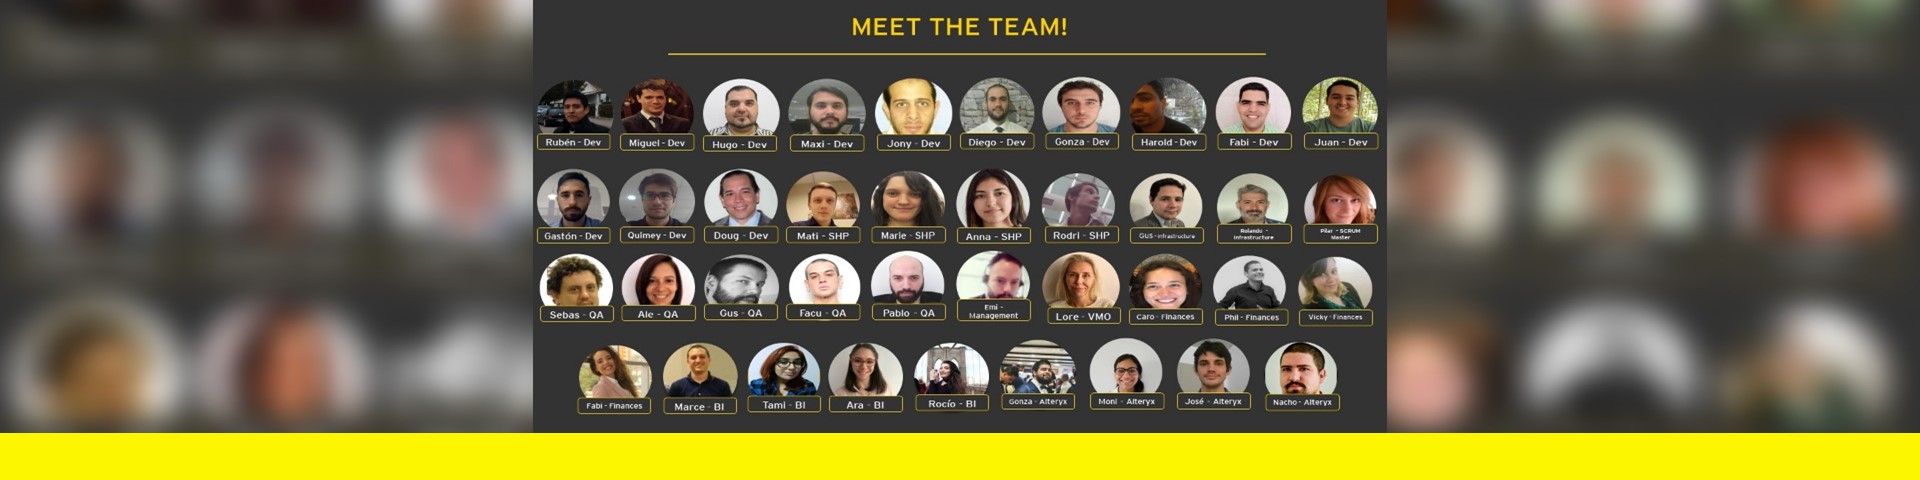 MEET THE TEAM!
Rubén - Dev
Miguel - Dev
Hugo - Dev
Maxi - Dev
Jony - Dev
Diego - Dev
Gonza - Dev
Harold - Dev
Fabi - Dev
Juan - Dev
Gastón - Dev
Quimey - Dev
Doug - Dev
Mati - SHP
Marie - SHP
Anna - SHP
Rodri - SHP
GUS - Infrastructure
Rolando -
Infrastructure
Pilar - SCRUM
Master
Sebas - QA
Ale - QA
Gus - QA
Facu - QA
Pablo - QA
Emi -
Management
Lore - VMO
Caro - Finances
Phil - Finances
Vicky - Finances
Fabi - Finances
Marce - BI
Tami - BI
Ara - BI
Rocío - BI
Gonza - Alteryx
Moni - Alteryx
José - Alteryx
Nacho - Alteryx